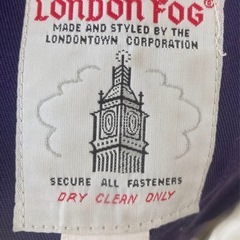 LONDON FOG®
MADE AND STYLED BY THE
LONDONTOWN CORPORATION
SECURE ALL FASTENERS
DRY CLEAN ONLY